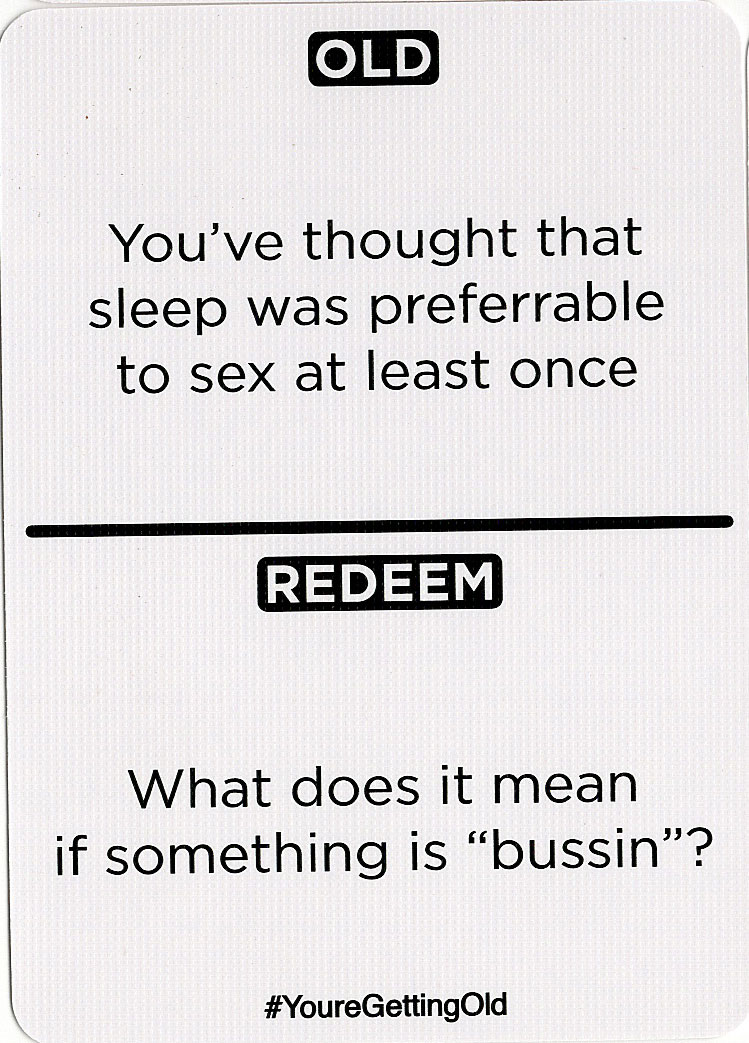 OLD
You’ve thought that
sleep was preferrable
to sex at least once
REDEEM
What does it mean
if something is “bussin”?
#YoureGettingOld